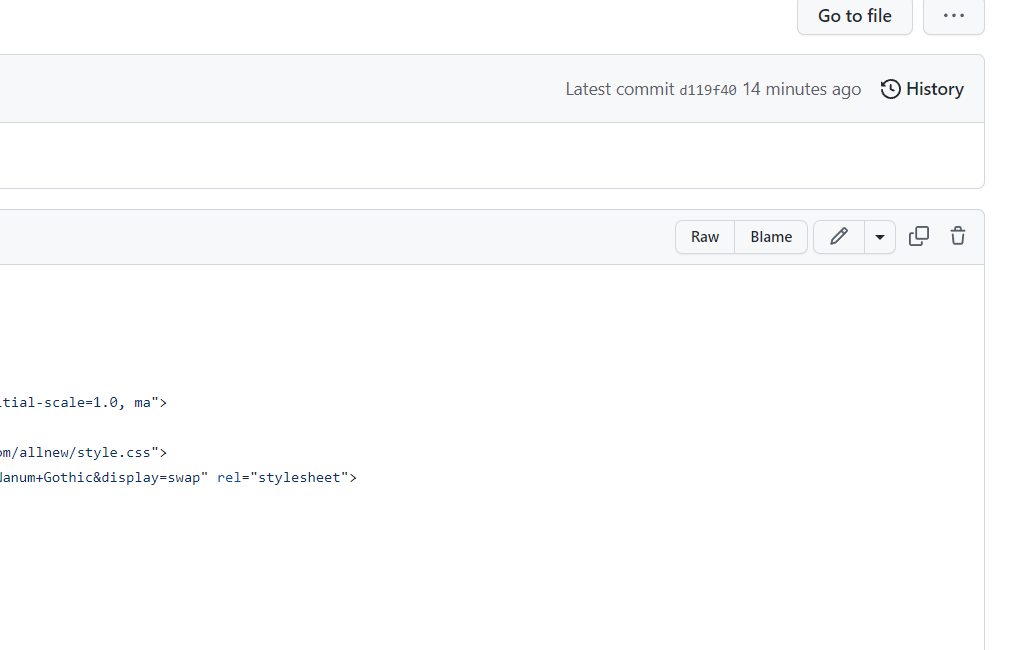 Go to file
Latest commit d119f40 14 minutes ago History
Raw Blame
tial-scale=1.0, ma">
om/allnew/style.css">
Nanum+Gothic&display=swap" rel="stylesheet">